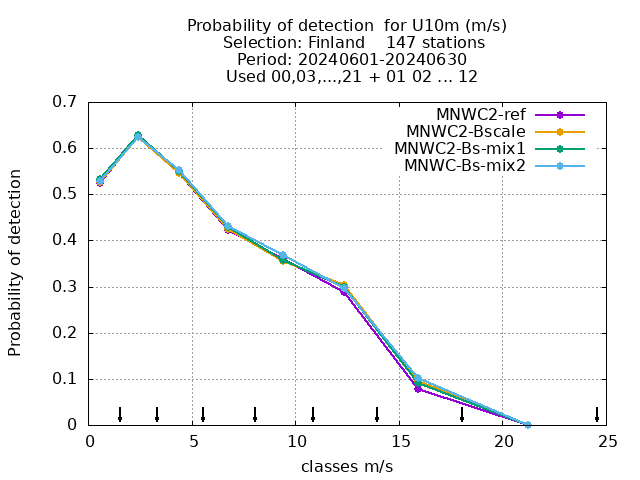 Probability of detection  for U10m (m/s)
Selection: Finland    147 stations
Period: 20240601-20240630
Used 00,03,...,21 + 01 02 ... 12
MNWC2-ref
MNWC2-Bscale
MNWC2-Bs-mix1
MNWC-Bs-mix2
Probability of detection
0.7
0.6
0.5
0.4
0.3
0.2
0.1
0
0 5 10 15 20 25
classes m/s